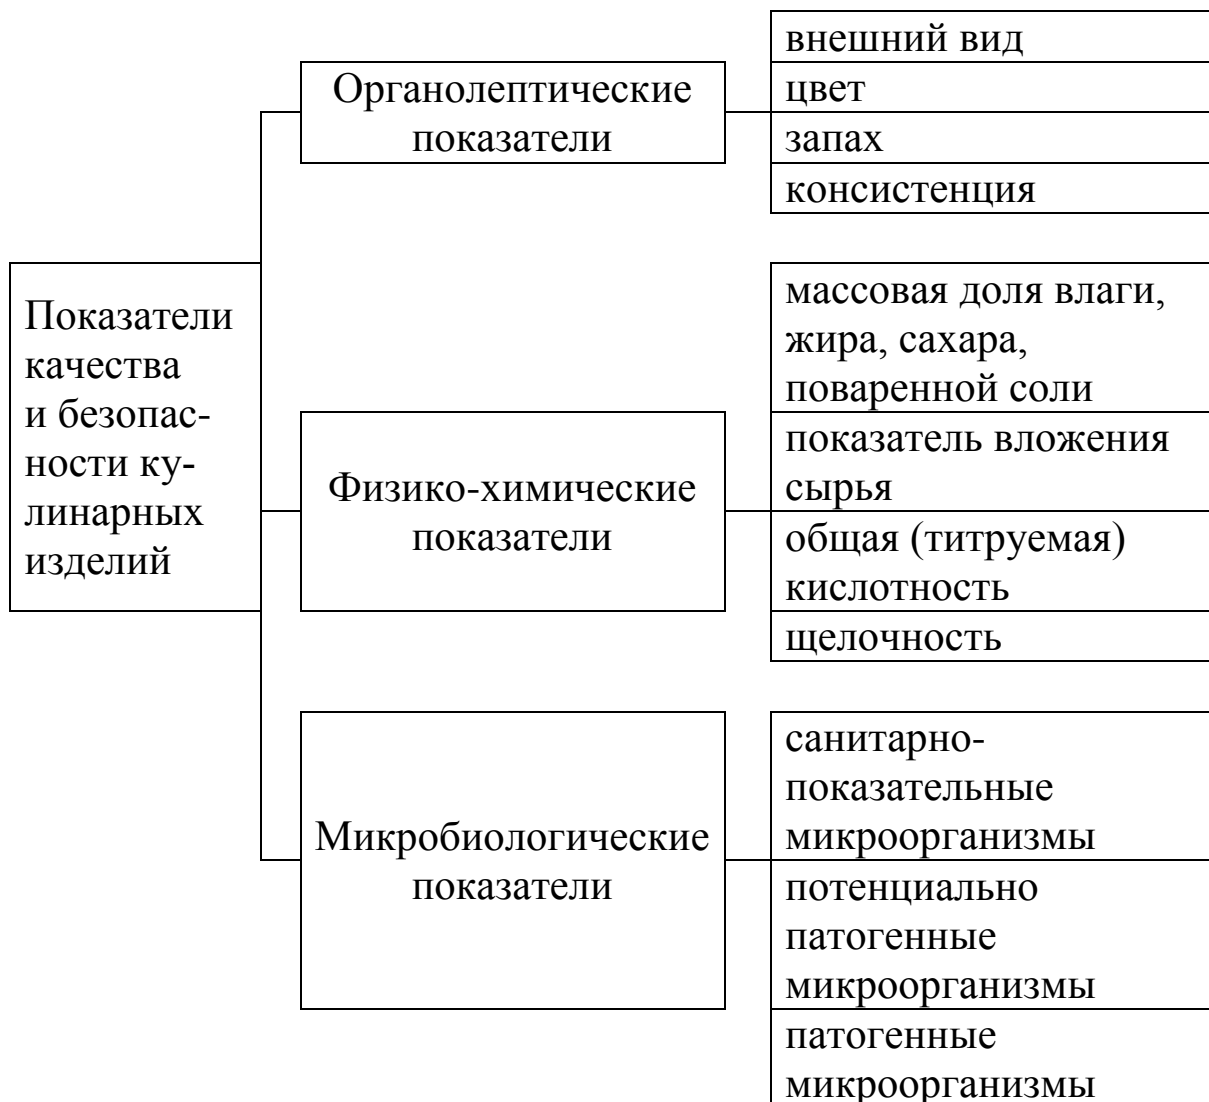 Показатели
качества
и безопас-
ности ку-
линарных
изделий
Органолептические
показатели
внешний вид
цвет
запах
консистенция
Физико-химические
показатели
массовая доля влаги,
жира, сахара,
поваренной соли
показатель вложения
сырья
общая (титруемая)
кислотность
щелочность
Микробиологические
показатели
санитарно-
показательные
микроорганизмы
потенциально
патогенные
микроорганизмы
патогенные
микроорганизмы